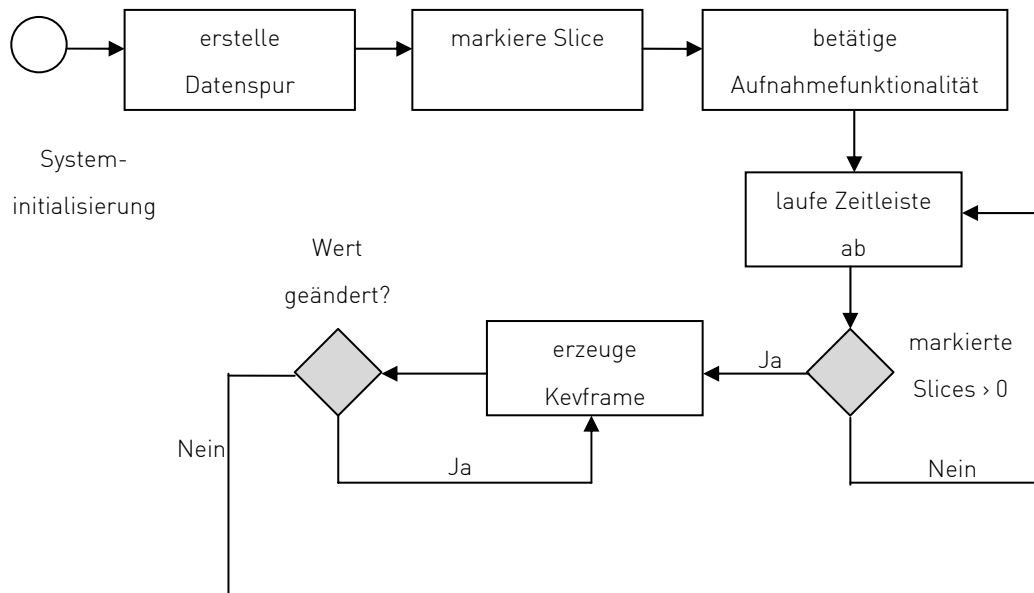 erstelle
Datenspur
markiere Slice
betätige
Aufnahmefunktionalität
System-
initialisierung
laufe Zeitleiste
ab
Wert
geändert?
erzeuge
Kevframe
Ja
markierte
Slices > 0
Nein
Ja
Nein